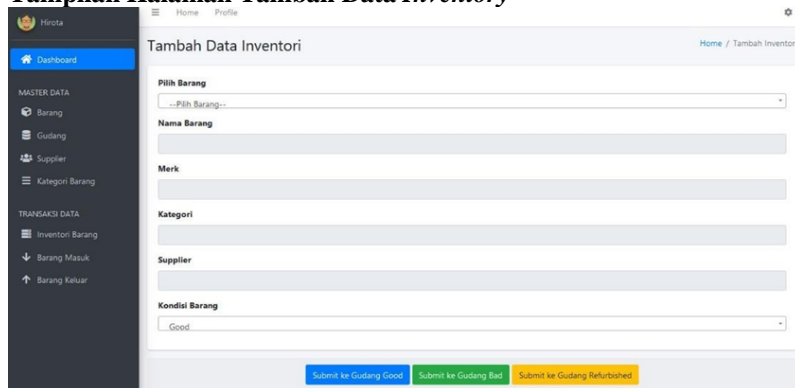 Tampilan Halaman Tambah Data Inventory
Hirota
Home Profile
Dashboard
MASTER DATA
Barang
Gudang
Supplier
Kategori Barang
TRANSAKSI DATA
Inventori Barang
Barang Masuk
Barang Keluar
Tambah Data Inventori
Home / Tambah Inventor
Pilih Barang
--Pilih Barang--
Nama Barang
Merk
Kategori
Supplier
Kondisi Barang
Good
Submit ke Gudang Good Submit ke Gudang Bad Submit ke Gudang Refurbished